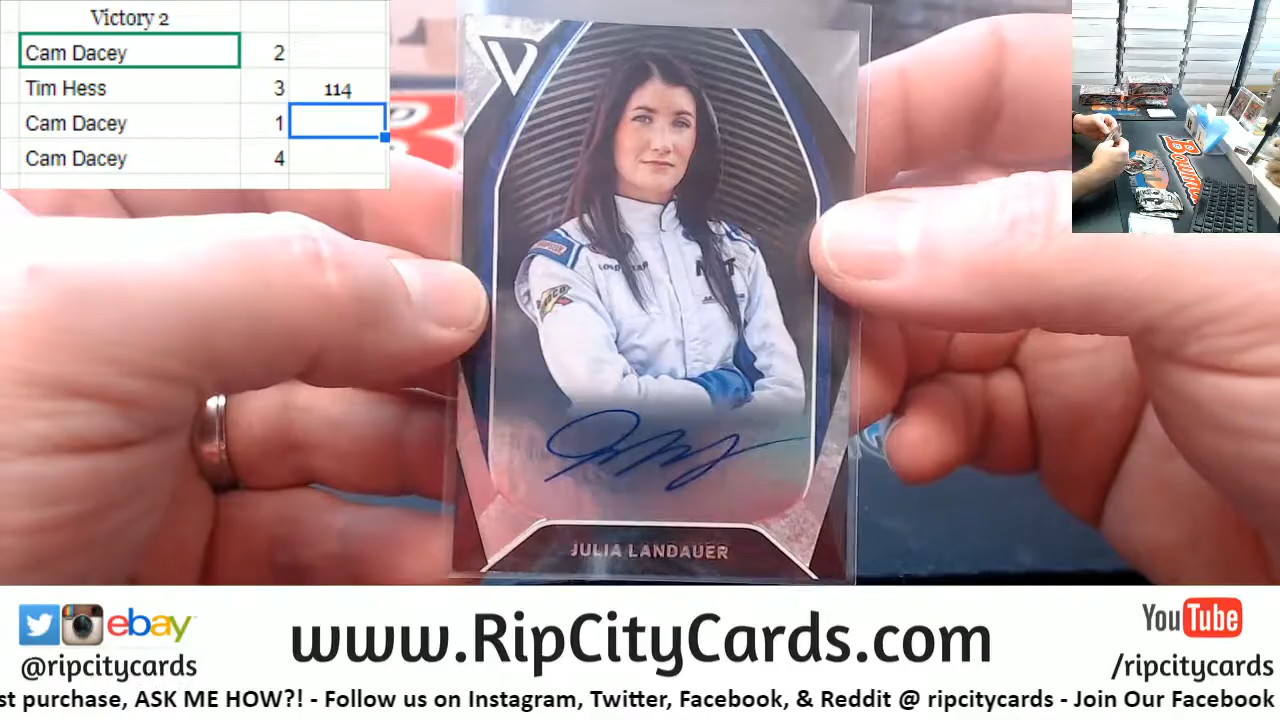 Victory 2
Cam Dacey 2
Tim Hess 3 114
Cam Dacey 1
Cam Dacey 4
V
JULIA LANDAUER
ebay
www.RipCityCards.com
YouTube
@ripcitycards
/ripcitycards
st purchase, ASK ME HOW?! - Follow us on Instagram, Twitter, Facebook, & Reddit @ ripcitycards - Join Our Facebook